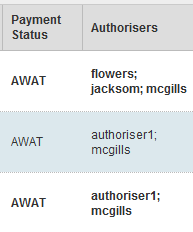 Payment Status
Authorisers
AWAT
flowers;
jacksom; mcgills
AWAT
authoriser1;
mcgills
AWAT
authoriser1;
mcgills